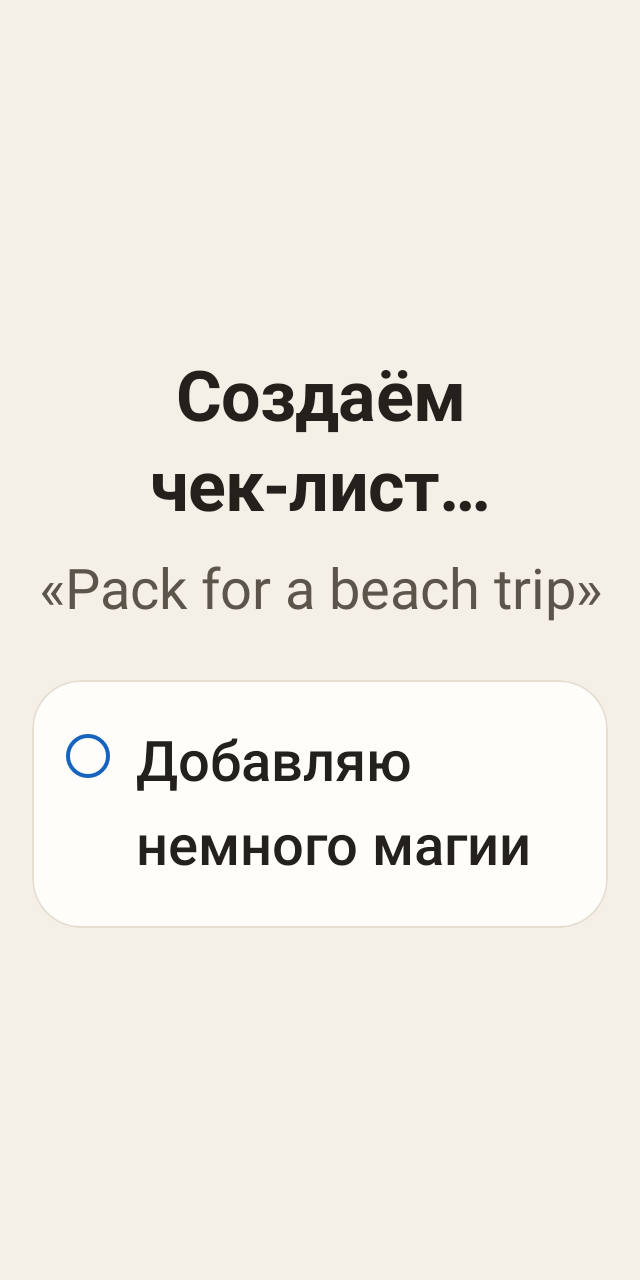 Создаём
чек-лист…
«Pack for a beach trip»
Добавляю
немного магии